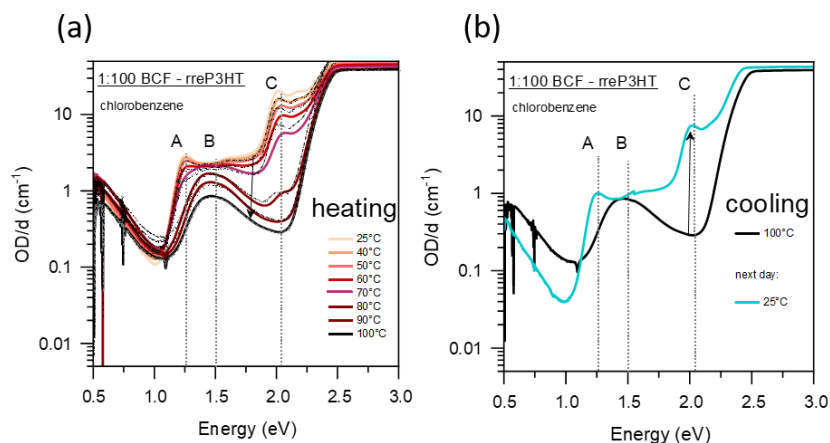 (a)
1:100 BCF - rreP3HT
chlorobenzene
A
B
C
heating
25°C
40°C
50°C
60°C
70°C
80°C
90°C
100°C
OD/d (cm⁻¹)
10
1
0.1
0.01
0.5
1.0
1.5
2.0
2.5
3.0
Energy (eV)
(b)
1:100 BCF - rreP3HT
chlorobenzene
A
B
C
cooling
100°C
next day:
25°C
OD/d (cm⁻¹)
10
1
0.1
0.01
0.5
1.0
1.5
2.0
2.5
3.0
Energy (eV)